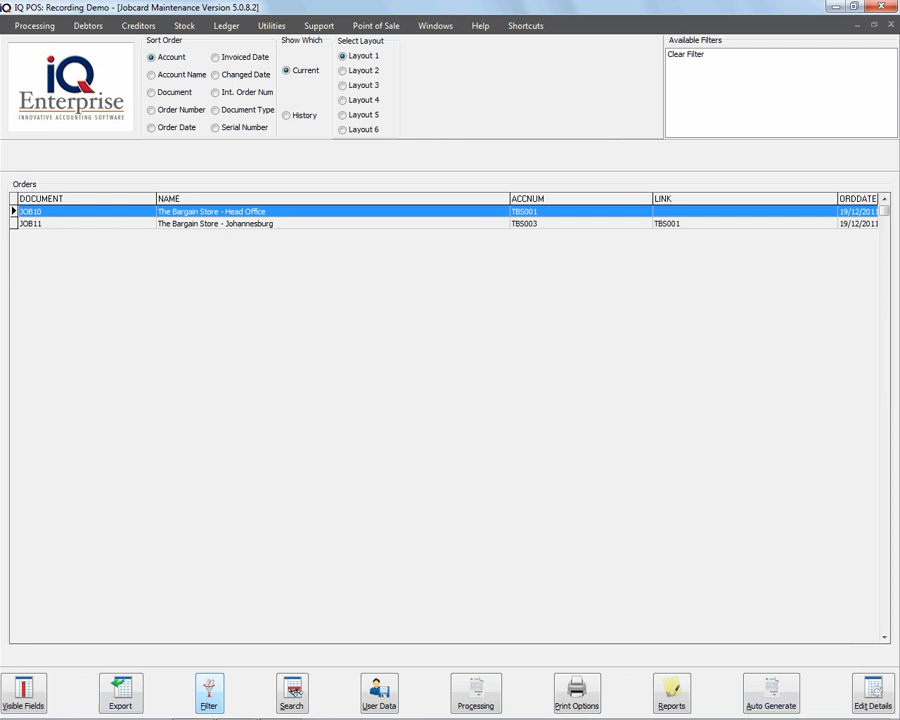 IQ POS: Recording Demo - [Jobcard Maintenance Version 5.0.8.2]
Processing Debtors Creditors Stock Ledger Utilities Support Point of Sale Windows Help Shortcuts
iQ
Enterprise
INNOVATIVE ACCOUNTING SOFTWARE
Sort Order
Account
Account Name
Document
Order Number
Order Date
Invoiced Date
Changed Date
Int. Order Num
Document Type
Serial Number
Show Which
Current
History
Select Layout
Layout 1
Layout 2
Layout 3
Layout 4
Layout 5
Layout 6
Available Filters
Clear Filter
Orders
DOCUMENT NAME ACCNUM LINK ORDDATE
JOB10 The Bargain Store - Head Office TBS001 19/12/2011
JOB11 The Bargain Store - Johannesburg TBS003 TBS001 19/12/2011
Visible Fields Export Filter Search User Data Processing Print Options Reports Auto Generate Edit Details